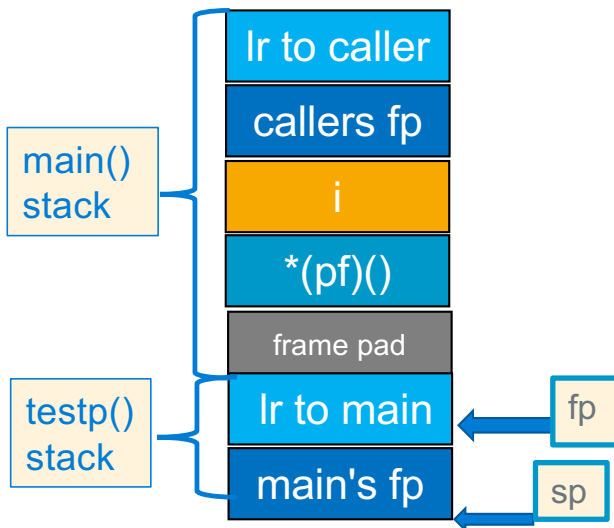 lr to caller
callers fp
main()
stack
i
*(pf)()
frame pad
testp()
stack
lr to main
fp
main's fp
sp